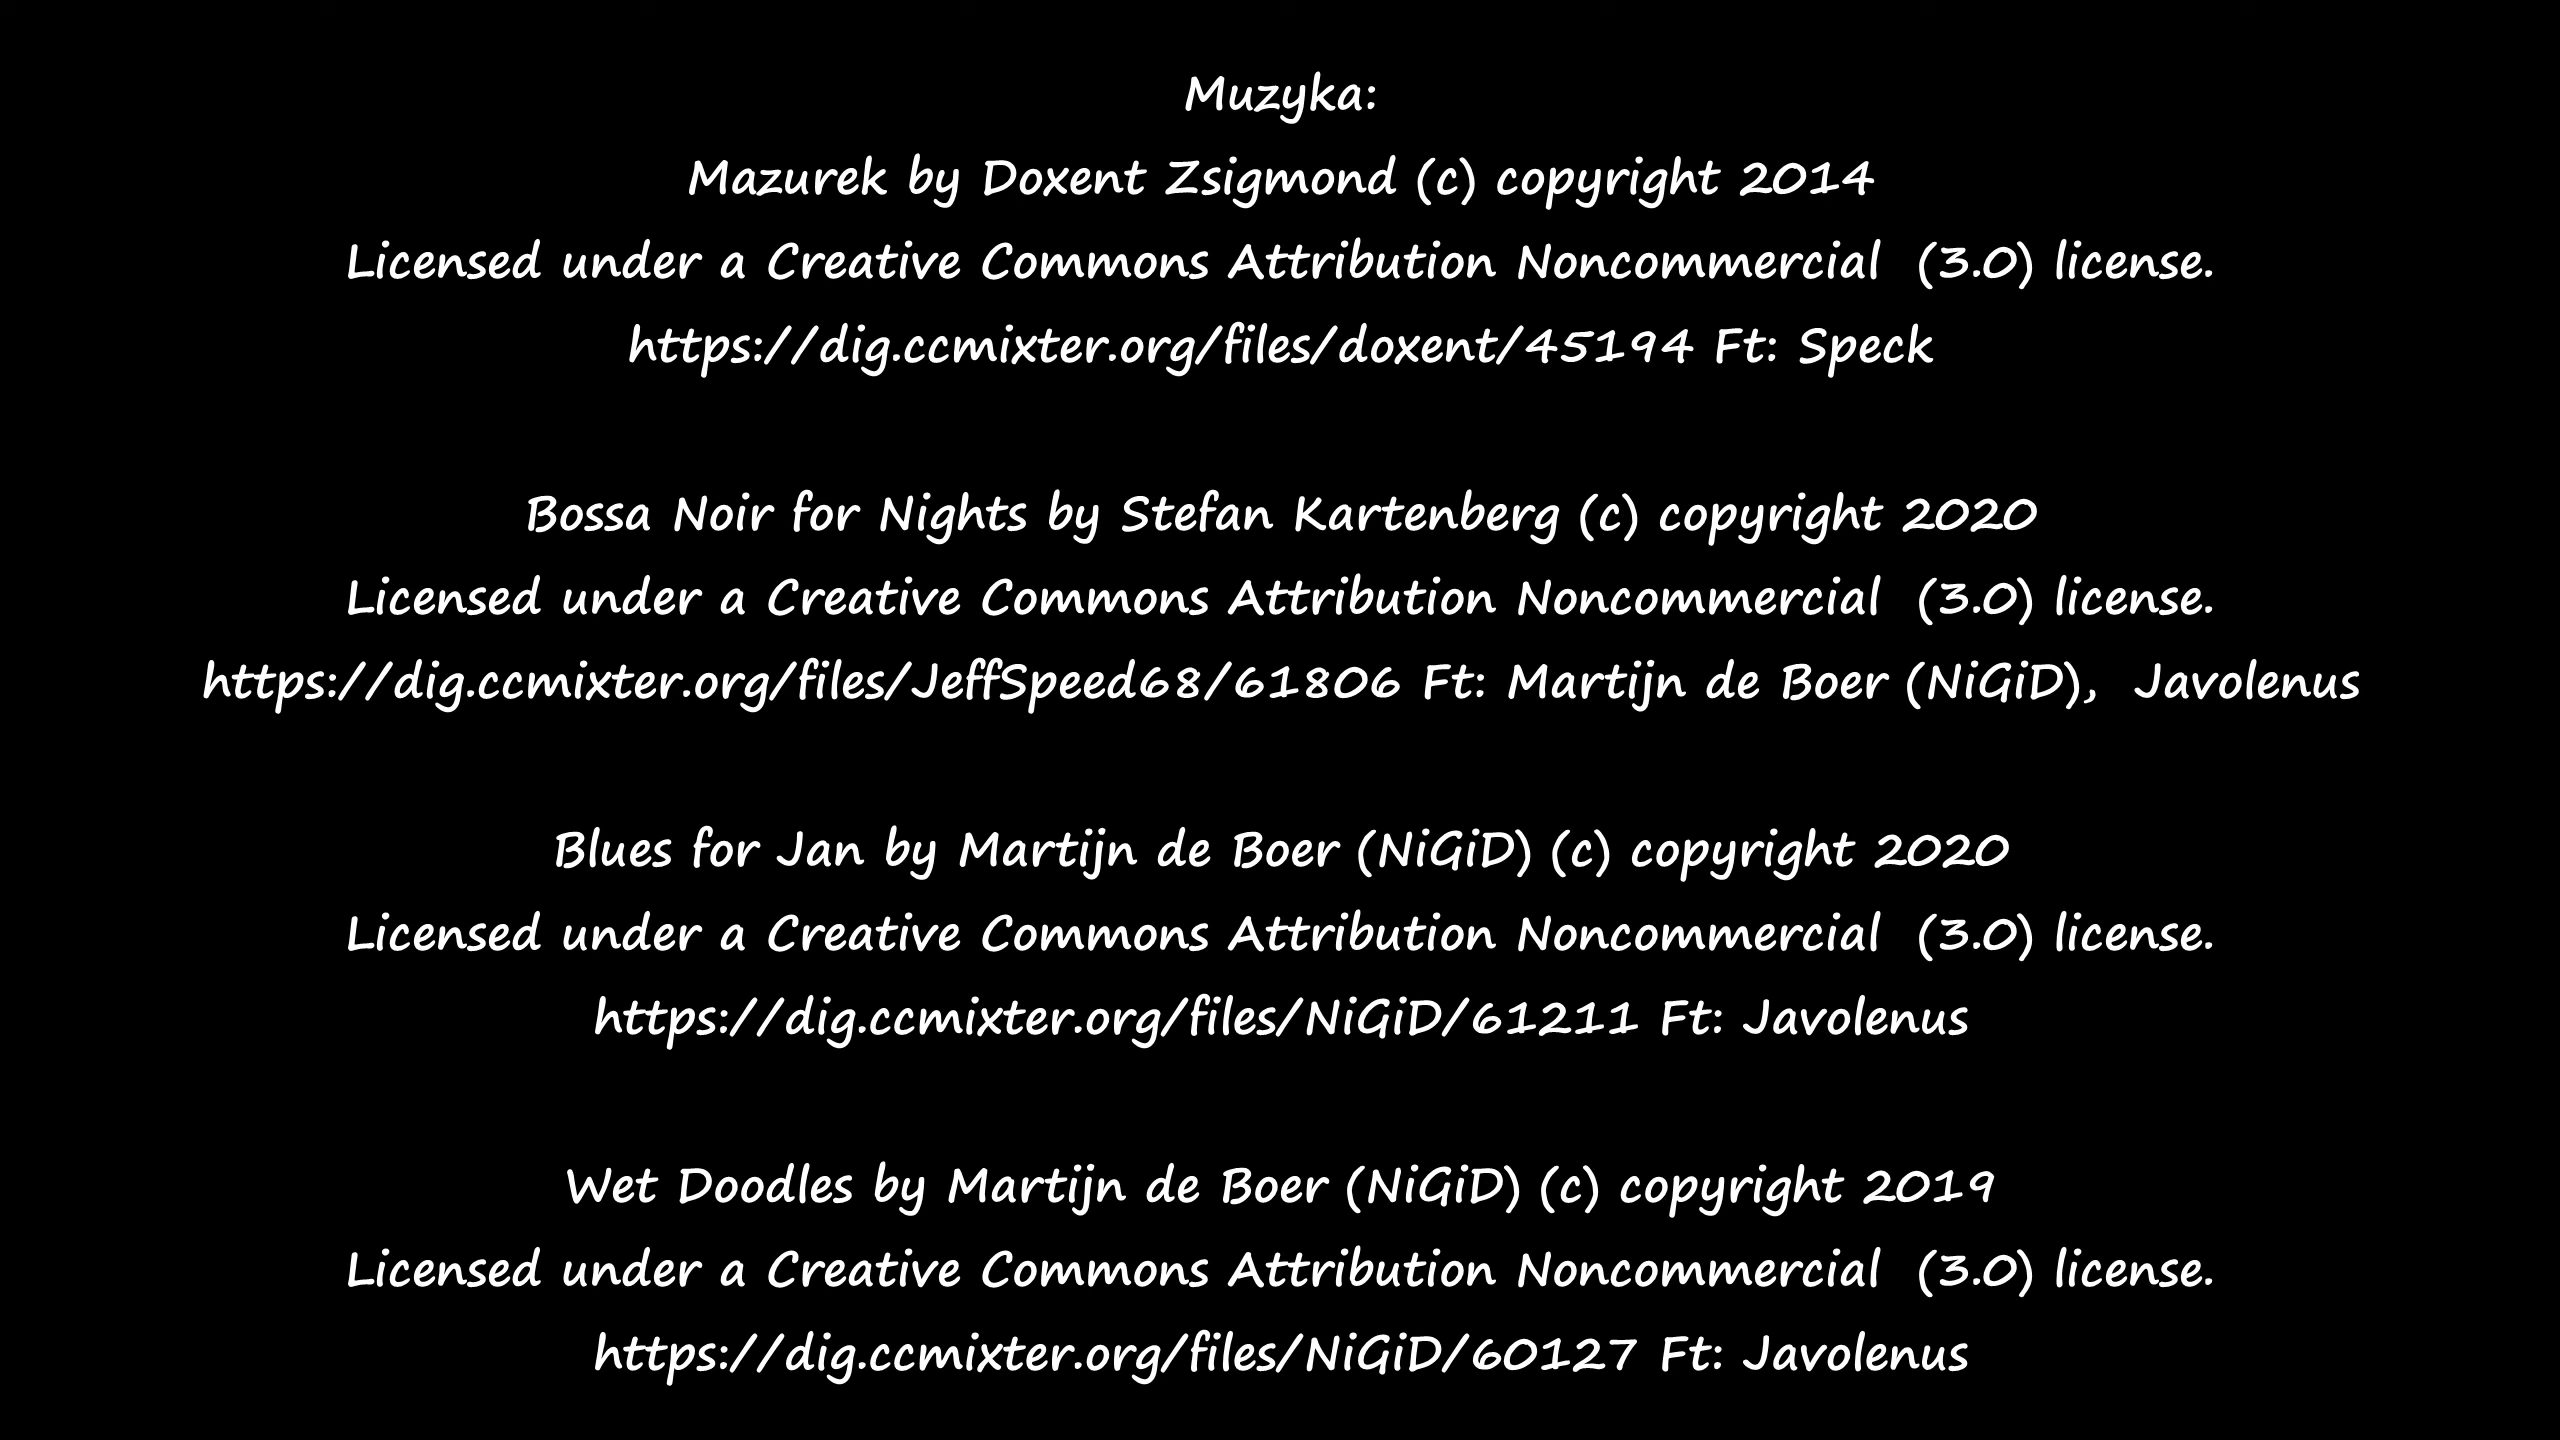 Muzyka:
Mazurek by Doxent Zsigmond (c) copyright 2014
Licensed under a Creative Commons Attribution Noncommercial  (3.0) license.
https://dig.ccmixter.org/files/doxent/45194 Ft: Speck
Bossa Noir for Nights by Stefan Kartenberg (c) copyright 2020
Licensed under a Creative Commons Attribution Noncommercial  (3.0) license.
https://dig.ccmixter.org/files/JeffSpeed68/61806 Ft: Martijn de Boer (NiGiD),  Javolenus
Blues for Jan by Martijn de Boer (NiGiD) (c) copyright 2020
Licensed under a Creative Commons Attribution Noncommercial  (3.0) license.
https://dig.ccmixter.org/files/NiGiD/61211 Ft: Javolenus
Wet Doodles by Martijn de Boer (NiGiD) (c) copyright 2019
Licensed under a Creative Commons Attribution Noncommercial  (3.0) license.
https://dig.ccmixter.org/files/NiGiD/60127 Ft: Javolenus